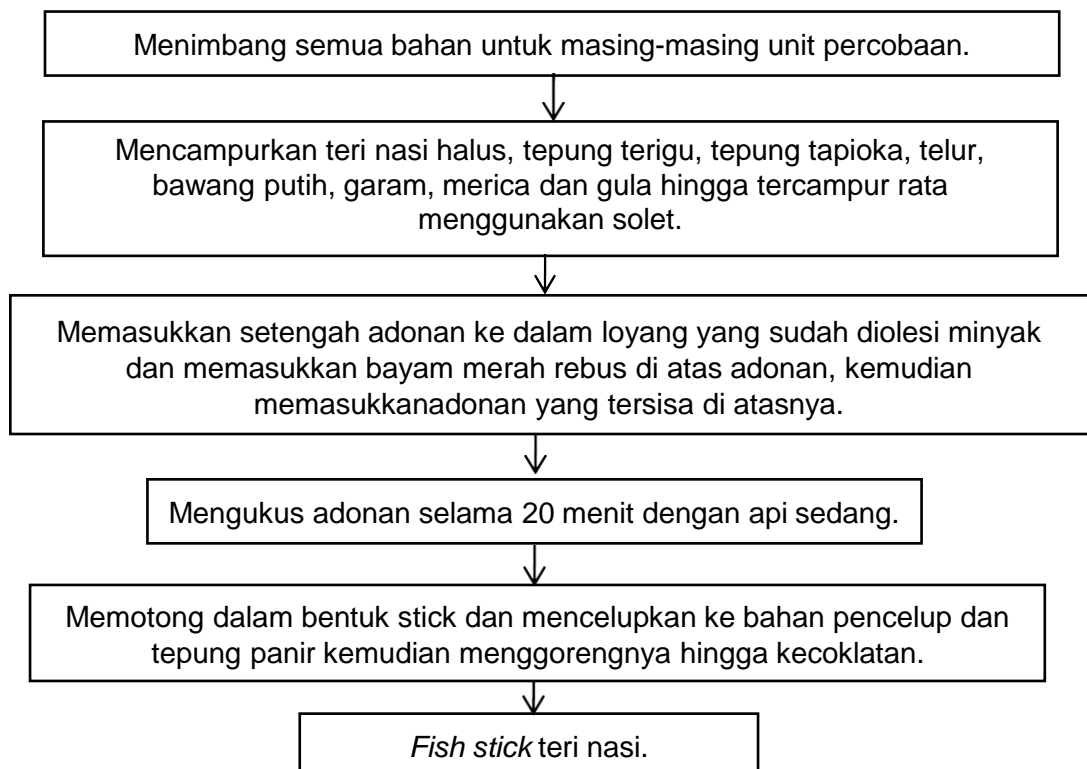 Menimbang semua bahan untuk masing-masing unit percobaan.
Mencampurkan teri nasi halus, tepung terigu, tepung tapioka, telur,
bawang putih, garam, merica dan gula hingga tercampur rata
menggunakan solet.
Memasukkan setengah adonan ke dalam loyang yang sudah diolesi minyak
dan memasukkan bayam merah rebus di atas adonan, kemudian
memasukkanadonan yang tersisa di atasnya.
Mengukus adonan selama 20 menit dengan api sedang.
Memotong dalam bentuk stick dan mencelupkan ke bahan pencelup dan
tepung panir kemudian menggorengnya hingga kecoklatan.
Fish stick teri nasi.